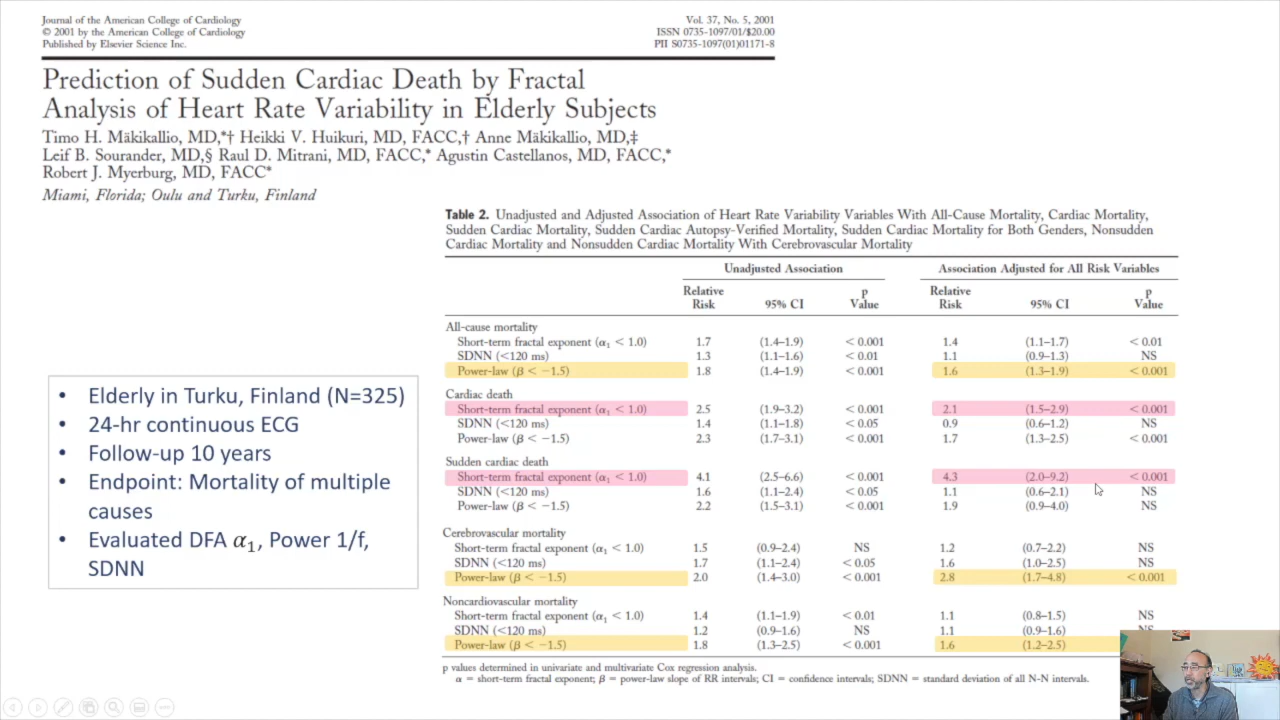 Journal of the American College of Cardiology
Vol. 37, No. 5, 2001
© 2001 by the American College of Cardiology
ISSN 0735-1097/01/$20.00
Published by Elsevier Science Inc.
PII S0735-1097(01)01171-8
Prediction of Sudden Cardiac Death by Fractal
Analysis of Heart Rate Variability in Elderly Subjects
Timo H. Mäkikallio, MD,*† Heikki V. Huikuri, MD, FACC,† Anne Mäkikallio, MD,‡
Leif B. Sourander, MD,§ Raul D. Mitrani, MD, FACC,* Agustin Castellanos, MD, FACC,*
Robert J. Myerburg, MD, FACC*
Miami, Florida; Oulu and Turku, Finland
• Elderly in Turku, Finland (N=325)
• 24-hr continuous ECG
• Follow-up 10 years
• Endpoint: Mortality of multiple
causes
• Evaluated DFA α₁, Power 1/f,
SDNN
Table 2. Unadjusted and Adjusted Association of Heart Rate Variability Variables With All-Cause Mortality, Cardiac Mortality,
Sudden Cardiac Mortality, Sudden Cardiac Autopsy-Verified Mortality, Sudden Cardiac Mortality for Both Genders, Nonsudden
Cardiac Mortality and Nonsudden Cardiac Mortality With Cerebrovascular Mortality
Unadjusted Association Association Adjusted for All Risk Variables
Relative p Relative p
Risk 95% CI Value Risk 95% CI Value
All-cause mortality
Short-term fractal exponent (α₁ < 1.0) 1.7 (1.4–1.9) < 0.001 1.4 (1.1–1.7) < 0.01
SDNN (<120 ms) 1.3 (1.1–1.6) < 0.01 1.1 (0.9–1.3) NS
Power-law (β < −1.5) 1.8 (1.4–1.9) < 0.001 1.6 (1.3–1.9) < 0.001
Cardiac death
Short-term fractal exponent (α₁ < 1.0) 2.5 (1.9–3.2) < 0.001 2.1 (1.5–2.9) < 0.001
SDNN (<120 ms) 1.4 (1.1–1.8) < 0.05 0.9 (0.6–1.2) NS
Power-law (β < −1.5) 2.3 (1.7–3.1) < 0.001 1.7 (1.3–2.5) < 0.001
Sudden cardiac death
Short-term fractal exponent (α₁ < 1.0) 4.1 (2.5–6.6) < 0.001 4.3 (2.0–9.2) < 0.001
SDNN (<120 ms) 1.6 (1.1–2.4) < 0.05 1.1 (0.6–2.1) NS
Power-law (β < −1.5) 2.2 (1.5–3.1) < 0.001 1.9 (0.9–4.0) NS
Cerebrovascular mortality
Short-term fractal exponent (α₁ < 1.0) 1.5 (0.9–2.4) NS 1.2 (0.7–2.2) NS
SDNN (<120 ms) 1.7 (1.1–2.4) < 0.05 1.6 (1.0–2.5) NS
Power-law (β < −1.5) 2.0 (1.4–3.0) < 0.001 2.8 (1.7–4.8) < 0.001
Noncardiovascular mortality
Short-term fractal exponent (α₁ < 1.0) 1.4 (1.1–1.9) < 0.01 1.1 (0.8–1.5) NS
SDNN (<120 ms) 1.2 (0.9–1.6) NS 1.1 (0.9–1.6)
Power-law (β < −1.5) 1.8 (1.3–2.5) < 0.001 1.6 (1.2–2.5)
p values determined in univariate and multivariate Cox regression analysis.
α = short-term fractal exponent; β = power-law slope of RR intervals; CI = confidence intervals; SDNN = standard deviation of all N-N intervals.